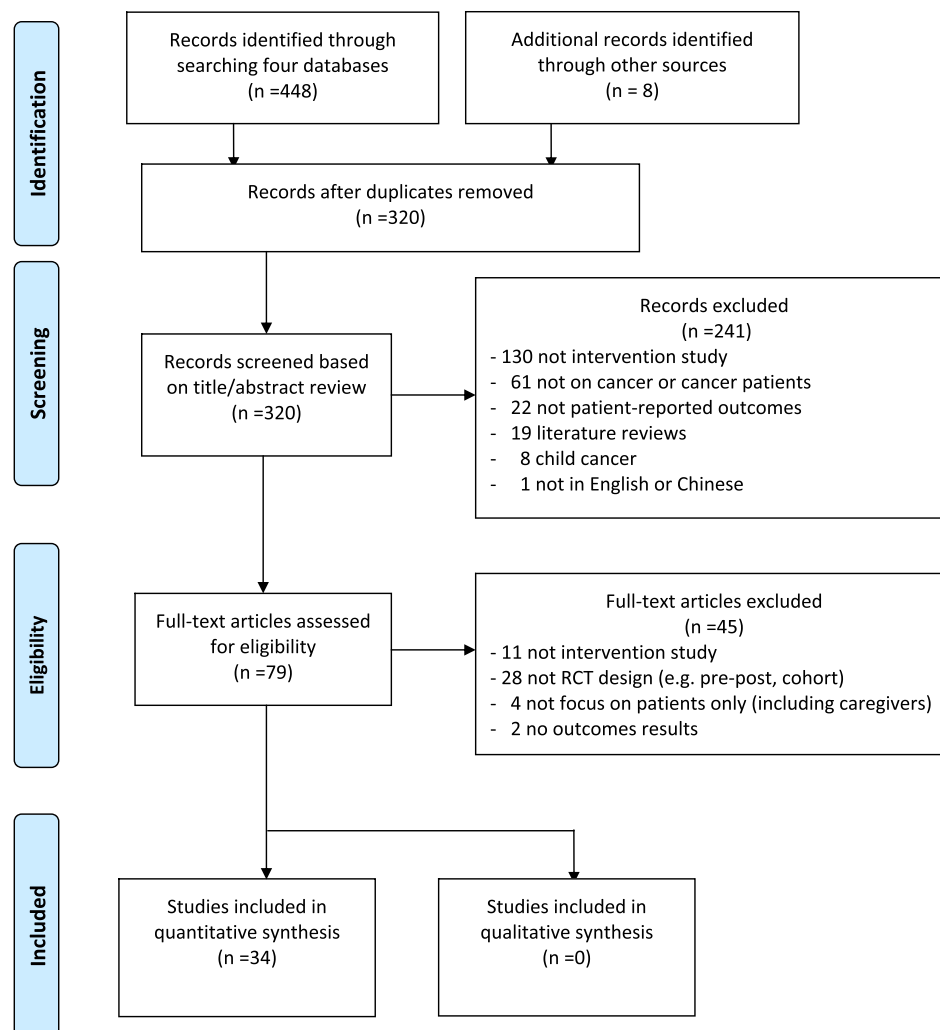 Identification
Records identified through
searching four databases
(n =448)
Additional records identified
through other sources
(n = 8)
Records after duplicates removed
(n =320)
Screening
Records screened based
on title/abstract review
(n =320)
Records excluded
(n =241)
- 130 not intervention study
- 61 not on cancer or cancer patients
- 22 not patient-reported outcomes
- 19 literature reviews
- 8 child cancer
- 1 not in English or Chinese
Eligibility
Full-text articles assessed
for eligibility
(n =79)
Full-text articles excluded
(n =45)
- 11 not intervention study
- 28 not RCT design (e.g. pre-post, cohort)
- 4 not focus on patients only (including caregivers)
- 2 no outcomes results
Included
Studies included in
quantitative synthesis
(n =34)
Studies included in
qualitative synthesis
(n =0)